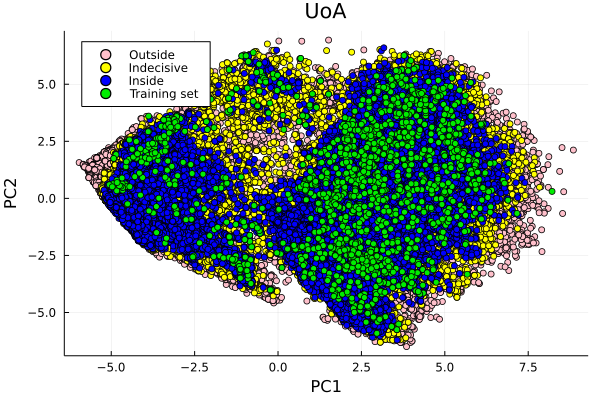 UoA
Outside
Indecisive
Inside
Training set
5.0
2.5
0.0
−2.5
−5.0
PC2
−5.0 −2.5 0.0 2.5 5.0 7.5
PC1